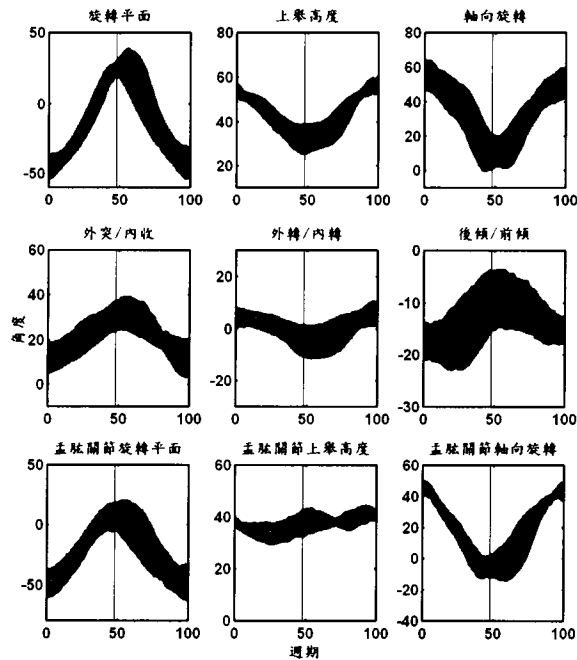 旋轉平面 上舉高度 軸向旋轉
50 80 80
0 60 60
-50 40 40
20 20
0
0 50 100 0 50 100 0 50 100
外突/內收 外轉/內轉 後傾/前傾
60 30 0
40 0 -10
20 -30 -20
0 -30
角度
0 50 100 0 50 100 0 50 100
盂肱關節旋轉平面 盂肱關節上舉高度 盂肱關節軸向旋轉
50 60 60
0 40 40
-50 20 20
0 0
-20
-40
0 50 100 0 50 100 0 50 100
週期